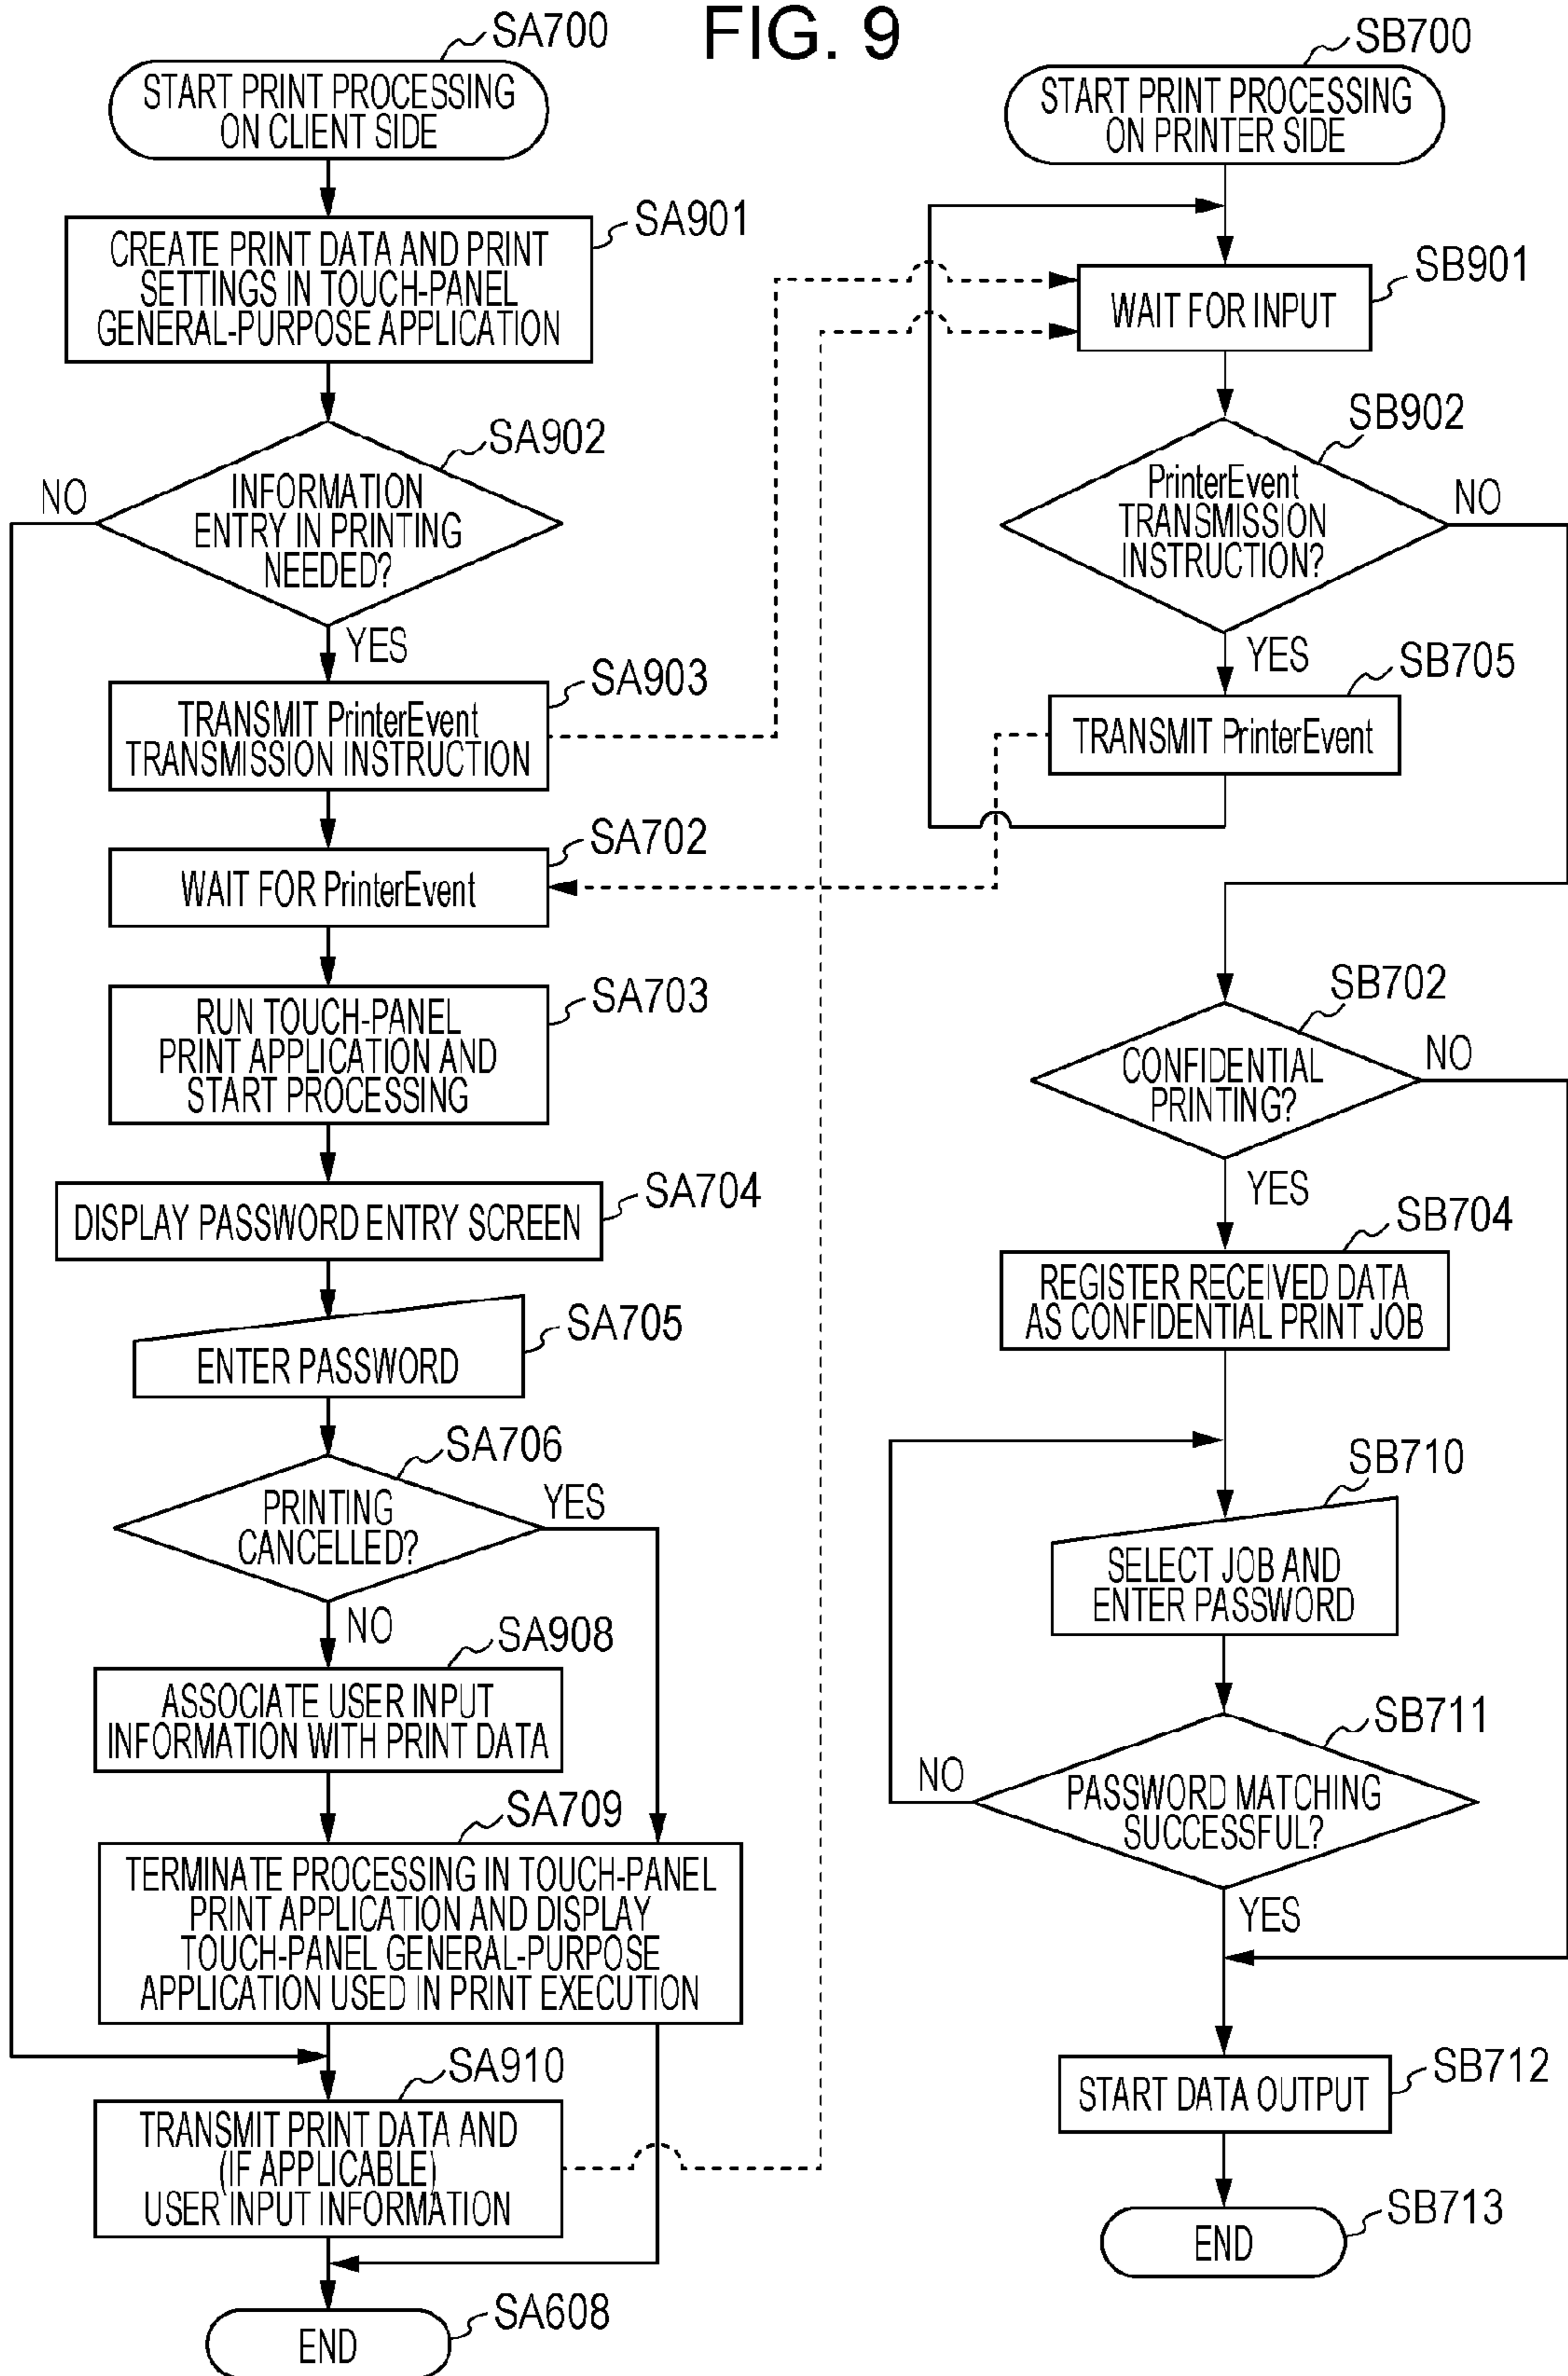 FIG. 9
SA700
START PRINT PROCESSING
ON CLIENT SIDE
SA901
CREATE PRINT DATA AND PRINT
SETTINGS IN TOUCH-PANEL
GENERAL-PURPOSE APPLICATION
SA902
INFORMATION
ENTRY IN PRINTING
NEEDED?
NO
YES
SA903
TRANSMIT PrinterEvent
TRANSMISSION INSTRUCTION
SA702
WAIT FOR PrinterEvent
SA703
RUN TOUCH-PANEL
PRINT APPLICATION AND
START PROCESSING
SA704
DISPLAY PASSWORD ENTRY SCREEN
SA705
ENTER PASSWORD
SA706
PRINTING
CANCELLED?
YES
NO
SA908
ASSOCIATE USER INPUT
INFORMATION WITH PRINT DATA
SA709
TERMINATE PROCESSING IN TOUCH-PANEL
PRINT APPLICATION AND DISPLAY
TOUCH-PANEL GENERAL-PURPOSE
APPLICATION USED IN PRINT EXECUTION
SA910
TRANSMIT PRINT DATA AND
(IF APPLICABLE)
USER INPUT INFORMATION
SA608
END
SB700
START PRINT PROCESSING
ON PRINTER SIDE
SB901
WAIT FOR INPUT
SB902
PrinterEvent
TRANSMISSION
INSTRUCTION?
NO
YES
SB705
TRANSMIT PrinterEvent
SB702
CONFIDENTIAL
PRINTING?
NO
YES
SB704
REGISTER RECEIVED DATA
AS CONFIDENTIAL PRINT JOB
SB710
SELECT JOB AND
ENTER PASSWORD
SB711
PASSWORD MATCHING
SUCCESSFUL?
NO
YES
SB712
START DATA OUTPUT
SB713
END